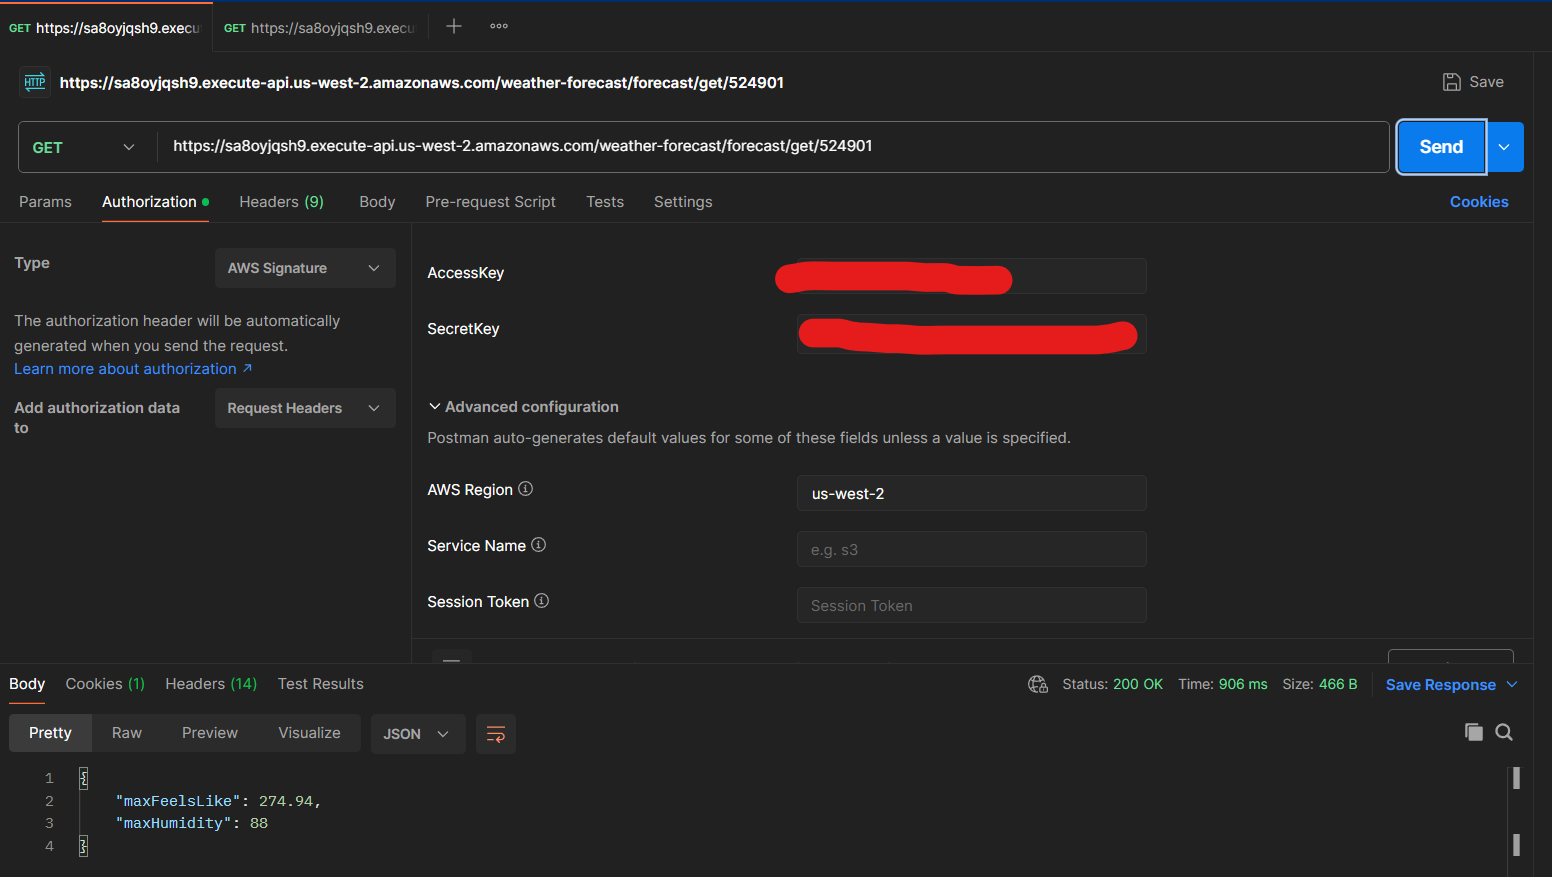 GET https://sa8oyjqsh9.execu
GET https://sa8oyjqsh9.execu
HTTP https://sa8oyjqsh9.execute-api.us-west-2.amazonaws.com/weather-forecast/forecast/get/524901
Save
GET https://sa8oyjqsh9.execute-api.us-west-2.amazonaws.com/weather-forecast/forecast/get/524901
Send
Params Authorization Headers (9) Body Pre-request Script Tests Settings Cookies
Type AWS Signature
The authorization header will be automatically
generated when you send the request.
Learn more about authorization ↗
Add authorization data
to
Request Headers
AccessKey
SecretKey
Advanced configuration
Postman auto-generates default values for some of these fields unless a value is specified.
AWS Region us-west-2
Service Name e.g. s3
Session Token Session Token
Body Cookies (1) Headers (14) Test Results
Status: 200 OK Time: 906 ms Size: 466 B Save Response
Pretty Raw Preview Visualize JSON
1 {
2 "maxFeelsLike": 274.94,
3 "maxHumidity": 88
4 }